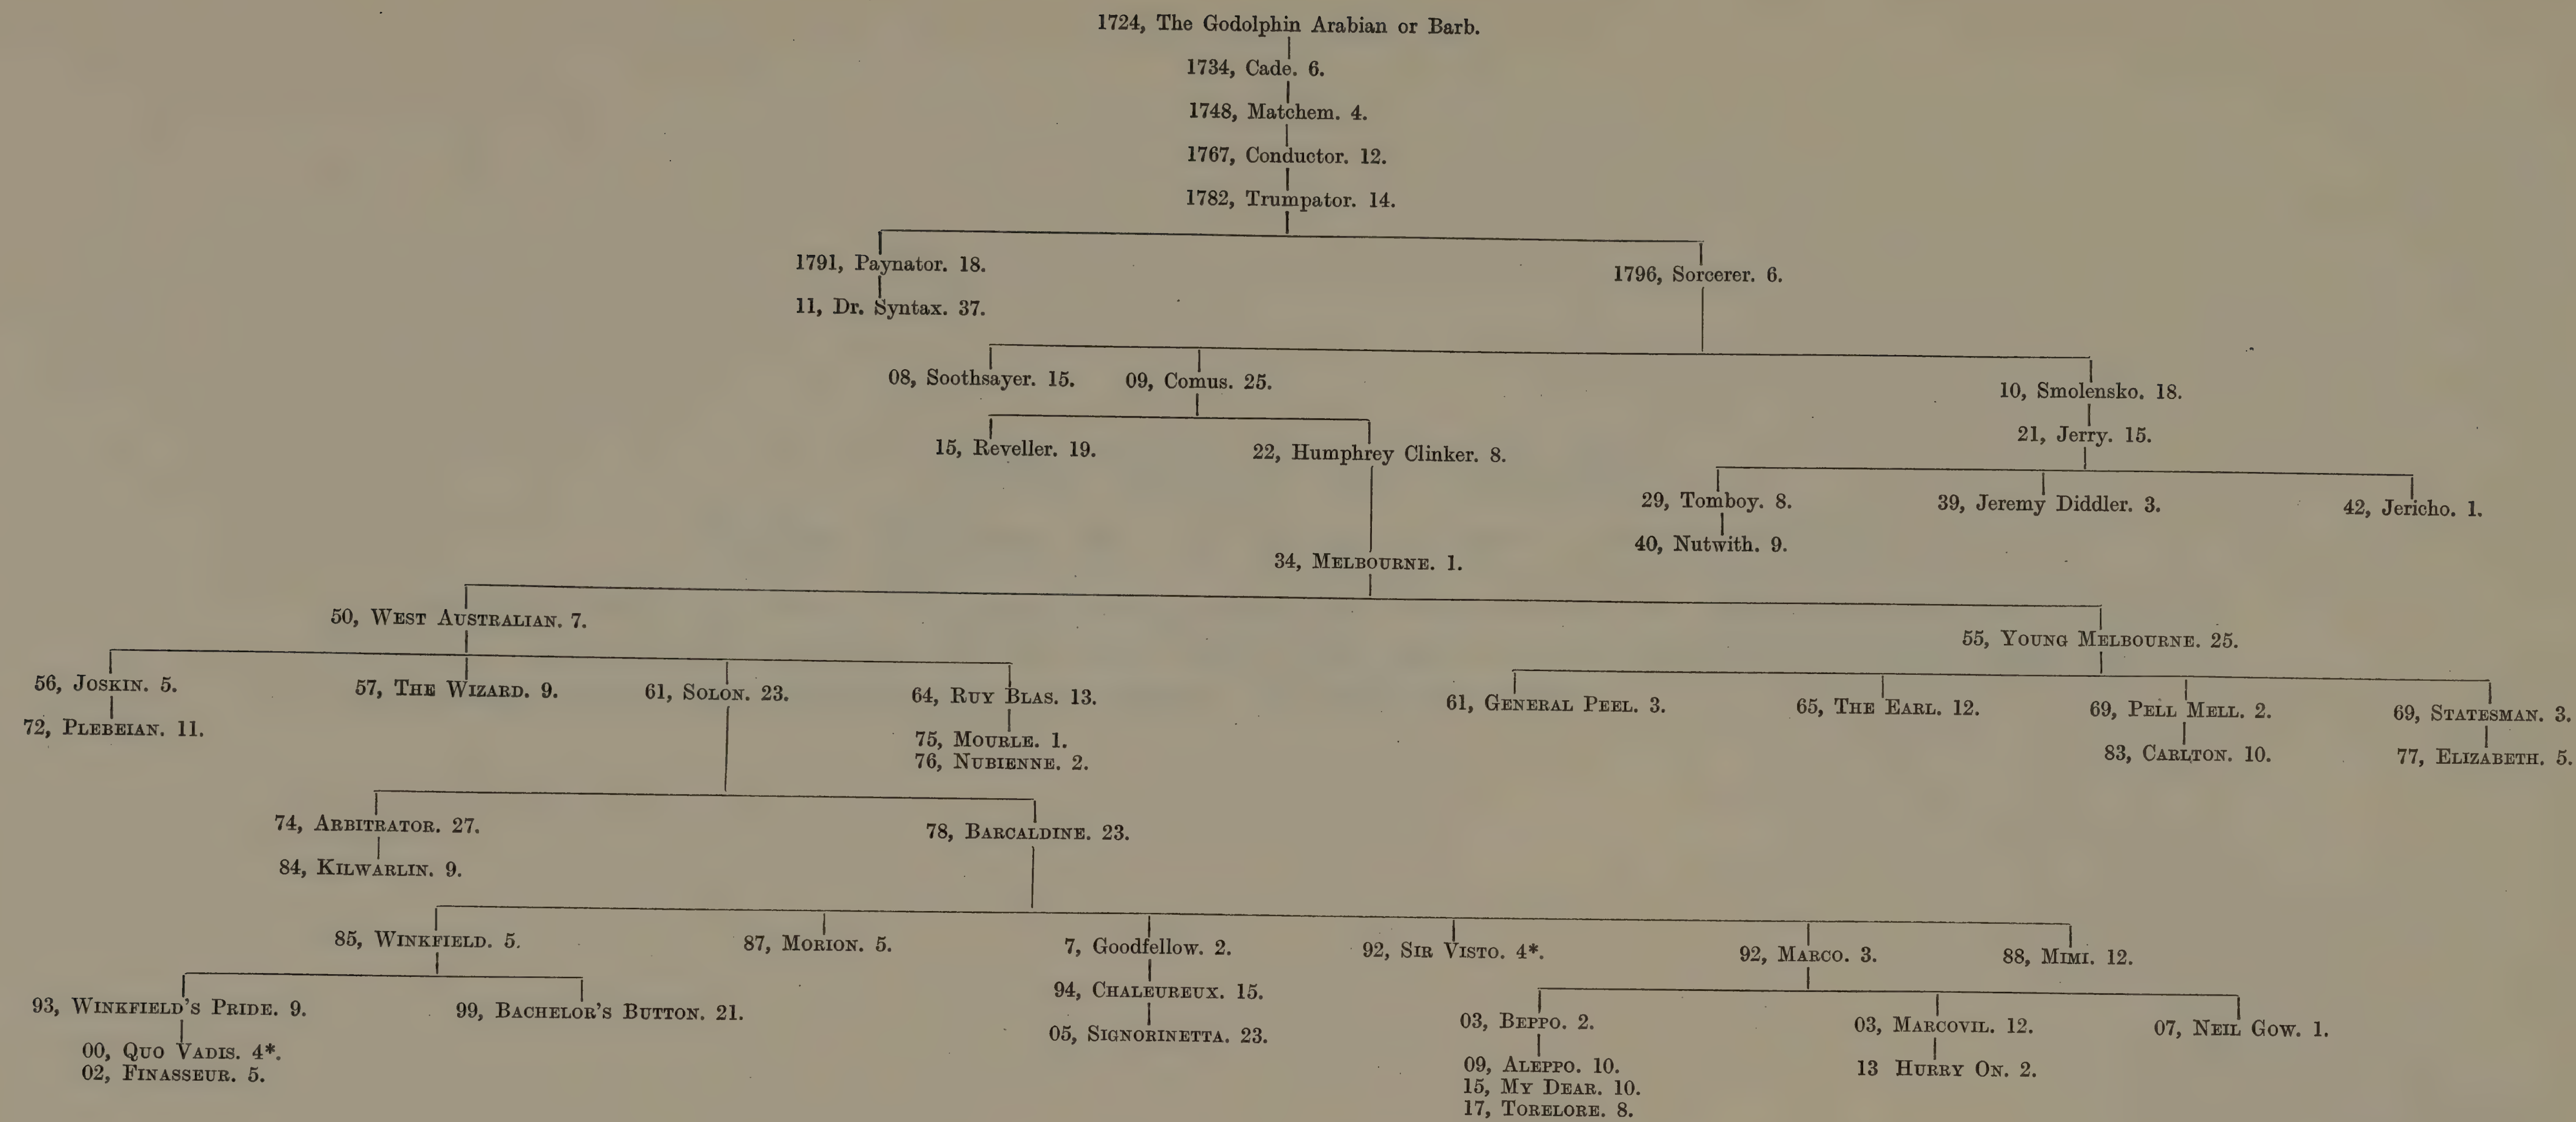 1724, The Godolphin Arabian or Barb.
1734, Cade. 6.
1748, Matchem. 4.
1767, Conductor. 12.
1782, Trumpator. 14.
1791, Paynator. 18.
1796, Sorcerer. 6.
11, Dr. Syntax. 37.
08, Soothsayer. 15.
09, Comus. 25.
10, Smolensko. 18.
15, Reveller. 19.
22, Humphrey Clinker. 8.
21, Jerry. 15.
29, Tomboy. 8.
39, Jeremy Diddler. 3.
42, Jericho. 1.
40, Nutwith. 9.
34, MELBOURNE. 1.
50, WEST AUSTRALIAN. 7.
55, YOUNG MELBOURNE. 25.
56, JOSKIN. 5.
57, THE WIZARD. 9.
61, SOLON. 23.
64, RUY BLAS. 13.
61, GENERAL PEEL. 3.
65, THE EARL. 12.
69, PELL MELL. 2.
69, STATESMAN. 3.
72, PLEBEIAN. 11.
75, MOURLE. 1.
76, NUBIENNE. 2.
83, CARLTON. 10.
77, ELIZABETH. 5.
74, ARBITRATOR. 27.
78, BARCALDINE. 23.
84, KILWARLIN. 9.
85, WINKFIELD. 5.
87, MORION. 5.
7, Goodfellow. 2.
92, SIR VISTO. 4*.
92, MARCO. 3.
88, MIMI. 12.
93, WINKFIELD'S PRIDE. 9.
99, BACHELOR'S BUTTON. 21.
94, CHALEUREUX. 15.
03, BEPPO. 2.
03, MARCOVIL. 12.
07, NEIL GOW. 1.
00, QUO VADIS. 4*.
02, FINASSEUR. 5.
05, SIGNORINETTA. 23.
09, ALEPPO. 10.
15, MY DEAR. 10.
17, TORELORE. 8.
13 HURRY ON. 2.